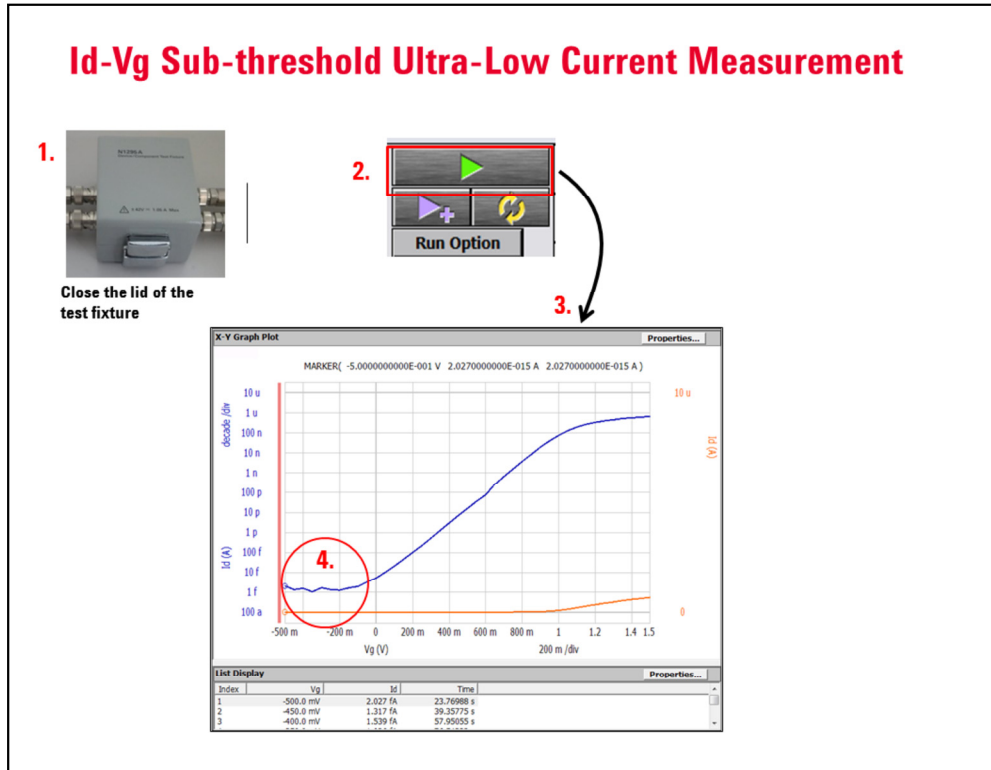 Id-Vg Sub-threshold Ultra-Low Current Measurement
1.
N1295A
Close the lid of the
test fixture
2.
Run Option
3.
X-Y Graph Plot
Properties...
MARKER( -5.0000000000E-001 V 2.0270000000E-015 A 2.0270000000E-015 A )
decade /div
Id (A)
10 u
1 u
100 n
10 n
1 n
100 p
10 p
1 p
100 f
10 f
1 f
100 a
4.
10 u
Id (A)
0
-500 m -200 m 0 200 m 400 m 600 m 800 m 1 1.2 1.4 1.5
Vg (V) 200 m /div
List Display
Properties...
Index Vg Id Time
1 -500.0 mV 2.027 fA 23.76988 s
2 -450.0 mV 1.317 fA 39.35775 s
3 -400.0 mV 1.539 fA 57.95055 s